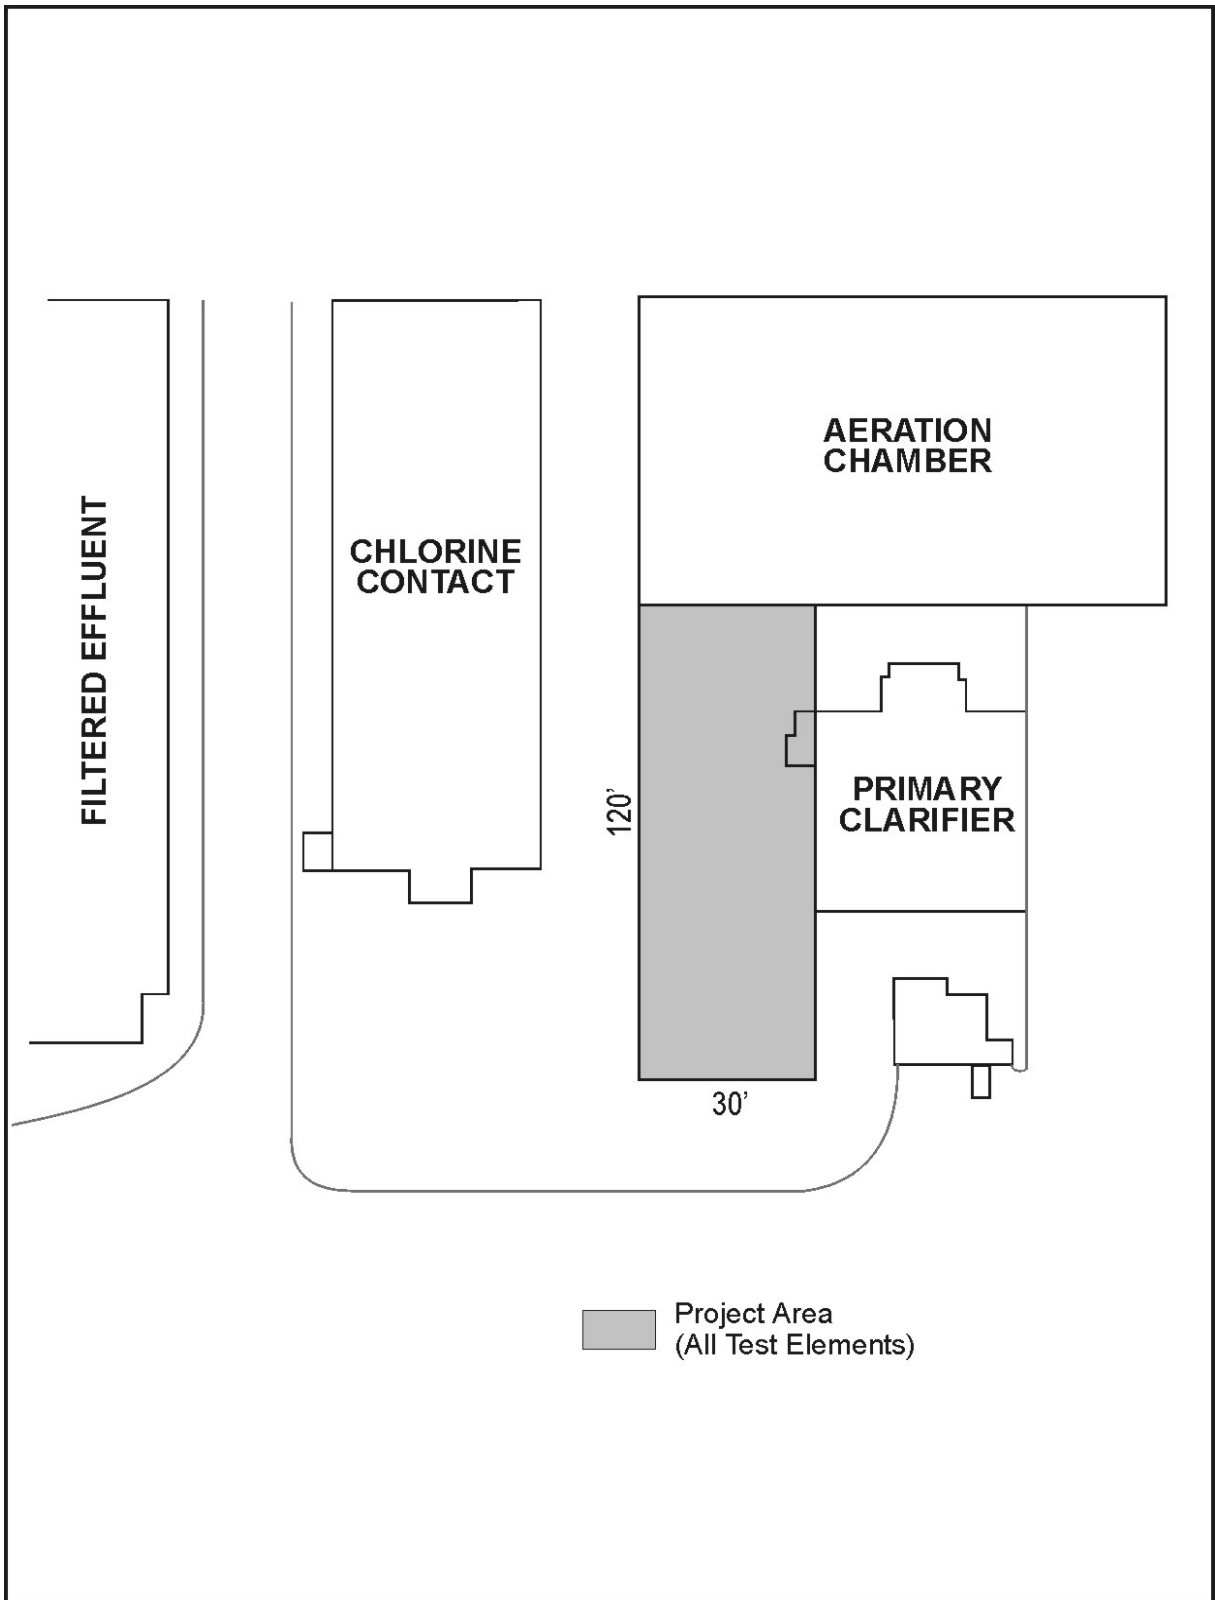 FILTERED EFFLUENT
CHLORINE
CONTACT
AERATION
CHAMBER
PRIMARY
CLARIFIER
120’
30’
Project Area
(All Test Elements)